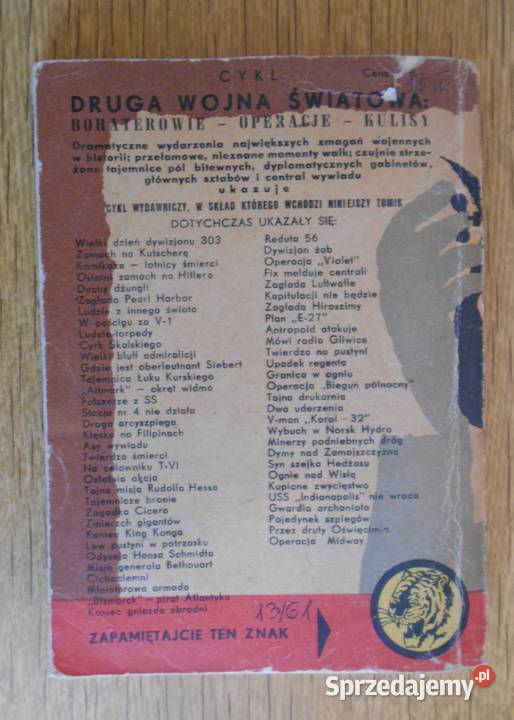 CYKL
Cena
DRUGA WOJNA ŚWIATOWA:
BOHATEROWIE – OPERACJE – KULISY
Dramatyczne wydarzenia największych zmagań wojennych
w historii; przełomowe, nieznane momenty walk; czujnie strze-
żone tajemnice pól bitewnych, dyplomatycznych gabinetów,
głównych sztabów i central wywiadu
ukazuje
CYKL WYDAWNICZY, W SKŁAD KTÓREGO WCHODZI NINIEJSZY TOMIK
DOTYCHCZAS UKAZAŁY SIĘ:
Wielki dzień dywizjonu 303
Zamach na Kutscherę
Kamikaze – lotnicy śmierci
Ostatni zamach na Hitlera
Duchy dżungli
Zagłada Pearl Harbor
Ludzie z innego świata
W pościgu za V-1
Ludzie-torpedy
Cyrk Skalskiego
Wielki bluff admiralicji
Gdzie jest oberleutnant Siebert
Tajemnica Łuku Kurskiego
„Altmark” – okręt widmo
Fałszerze z SS
Stacja nr 4 nie działa
Droga arcyszpiega
Klęska na Filipinach
Asy wywiadu
Twierdza śmierci
Na celowniku T-VI
Ostatnia akcja
Tajna misja Rudolfa Hessa
Tajemnicze bronie
Zagadka Cicero
Zmierzch gigantów
Koniec King Konga
Lew pustyni w potrzasku
Odyseja Hansa Schmidta
Misja generała Bethouart
Cichociemni
Miniaturowa armada
„Bismarck” – pirat Atlantyku
Koniec gniazda zbrodni
Reduta 56
Dywizjon żab
Operacja „Violet”
Fix melduje centrali
Zagłada Luftwaffe
Kapitulacji nie będzie
Zagłada Hiroszimy
Plan „E-27”
Antropoid atakuje
Mówi radio Gliwice
Twierdza na pustyni
Upadek regenta
Granica w ogniu
Operacja „Biegun północny”
Tajna drukarnia
Dwa uderzenia
V-man „Karol – 32”
Wybuch w Norsk Hydro
Minerzy podniebnych dróg
Dymy nad Zamojszczyzną
Syn szejka Hedżasu
Ognie nad Wisłą
Kupione zwycięstwo
USS „Indianapolis” nie wraca
Gwardia archanioła
Pojedynek szpiegów
Przez druty Oświęcimia
Operacja Midway
13/61
ZAPAMIĘTAJCIE TEN ZNAK
Sprzedajemy.pl